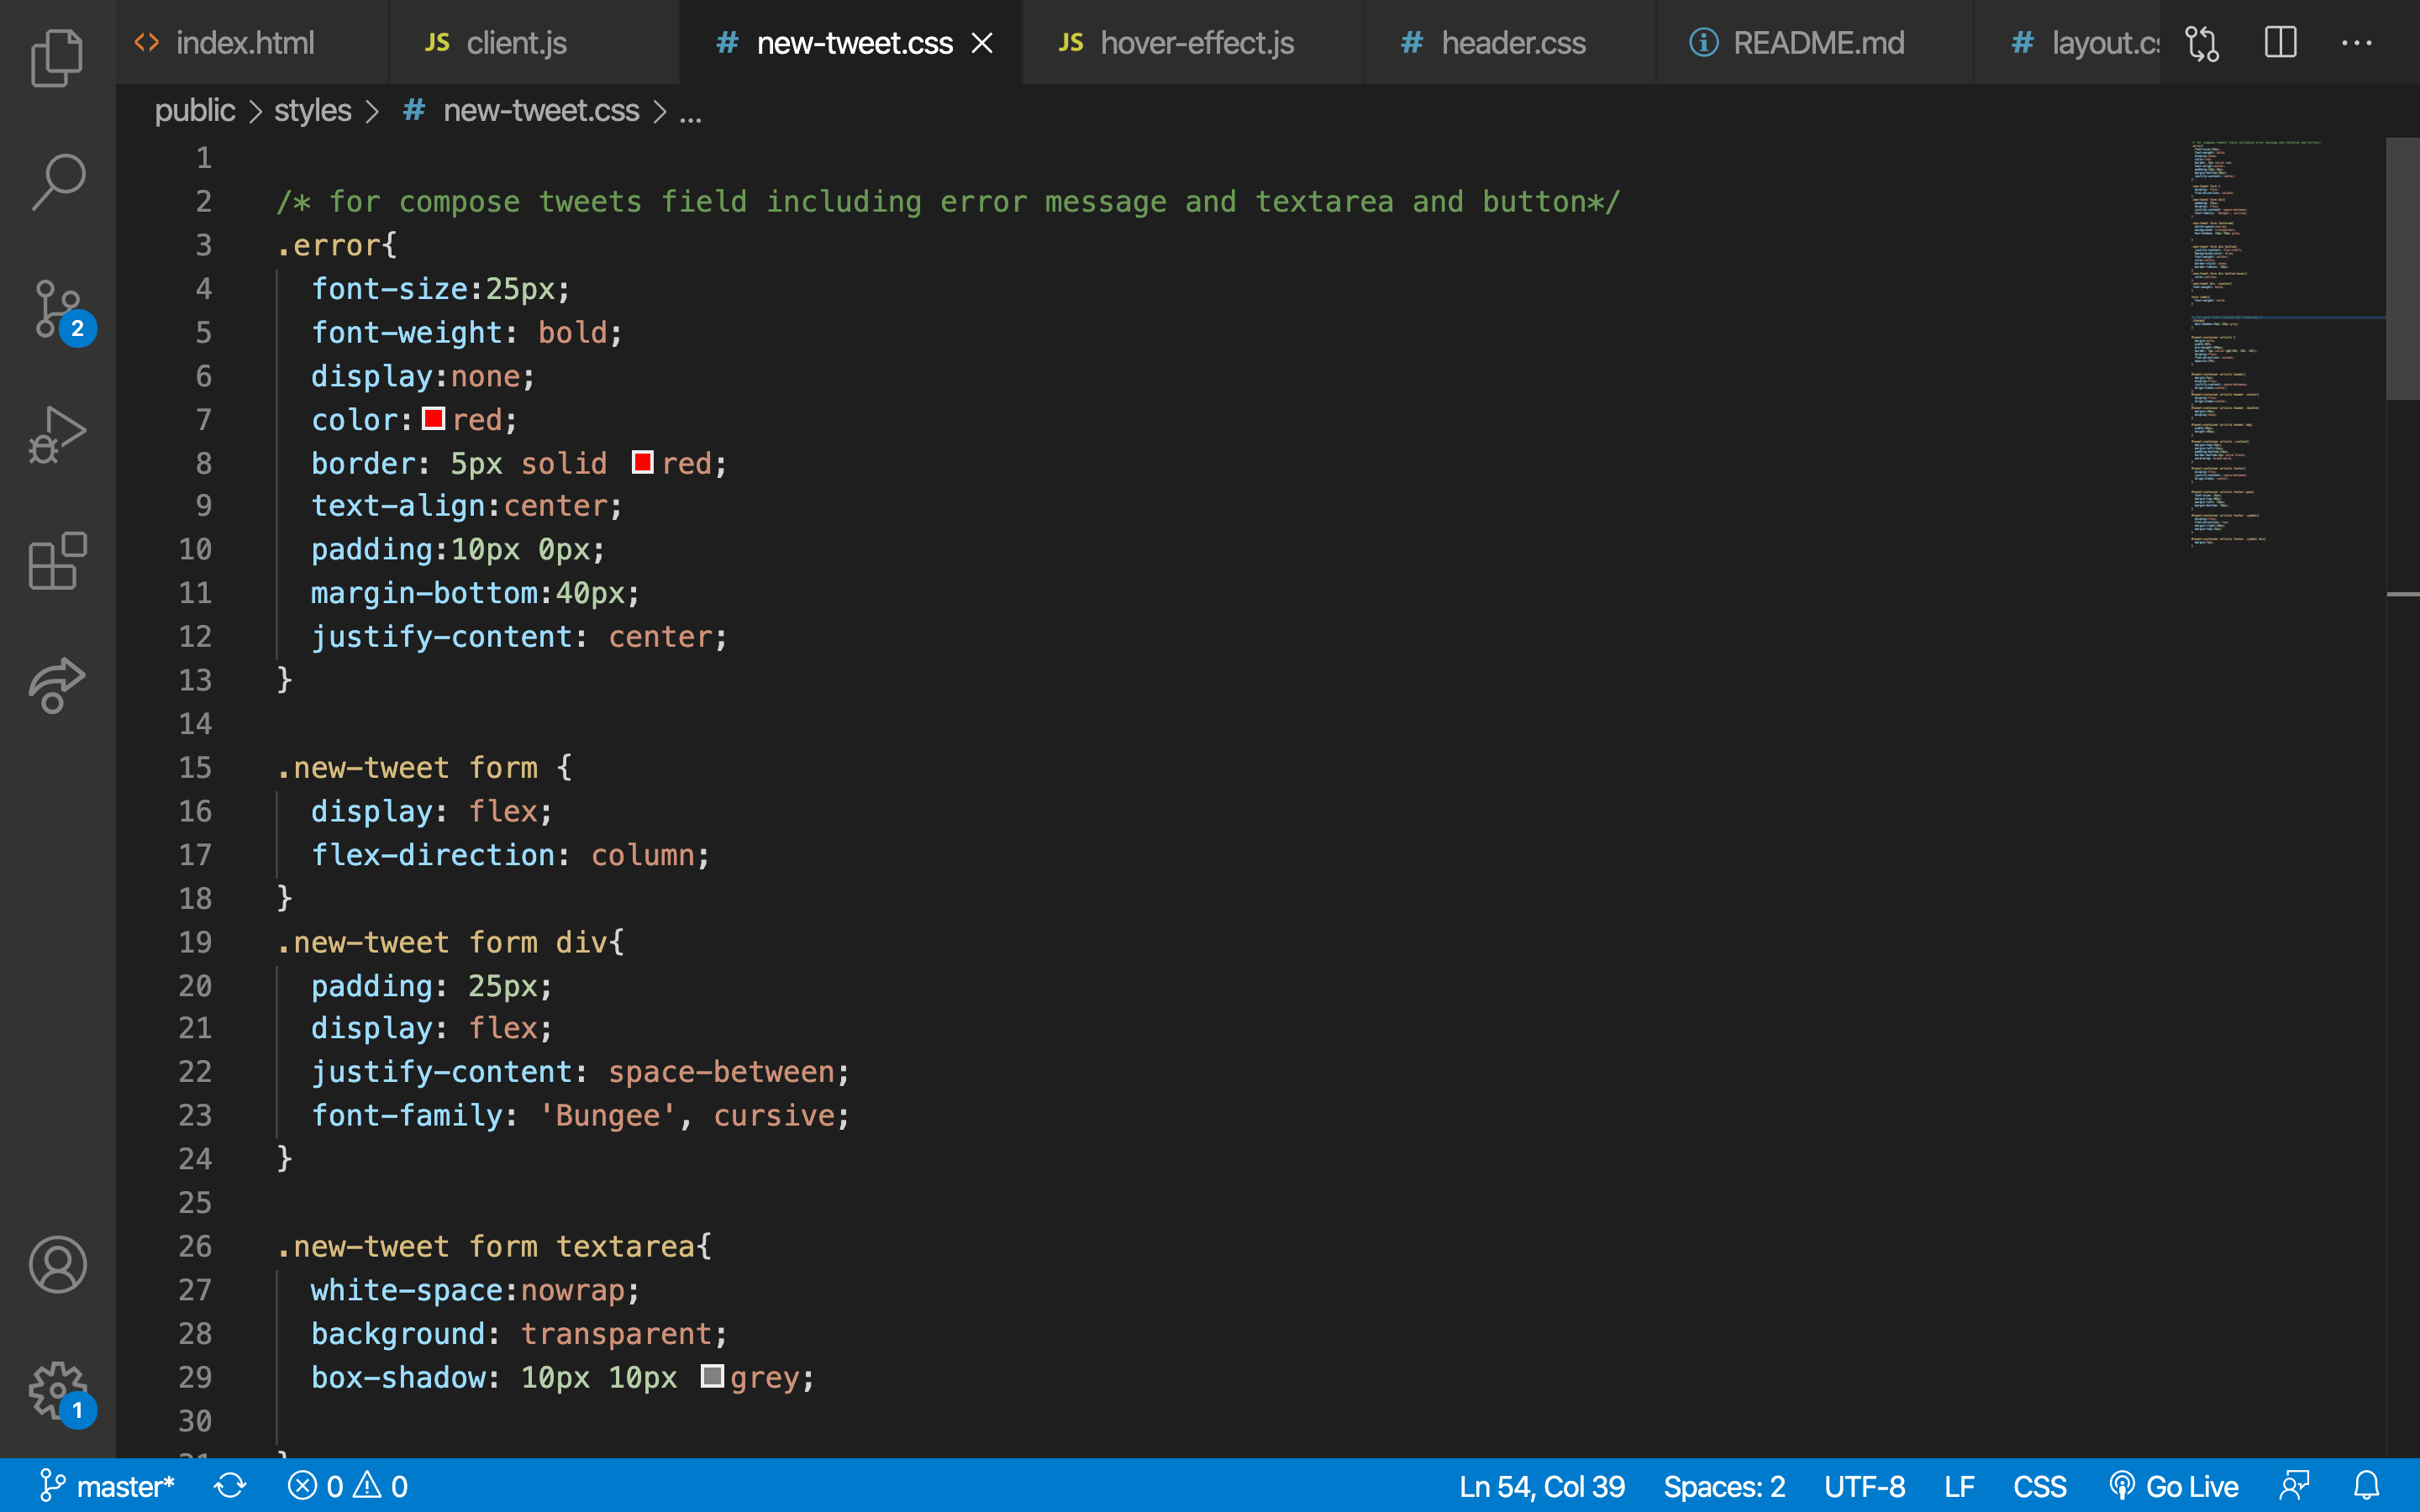 index.html JS client.js # new-tweet.css JS hover-effect.js # header.css README.md # layout.cs
public > styles > # new-tweet.css > ...
1
2 /* for compose tweets field including error message and textarea and button*/
3 .error{
4 font-size:25px;
5 font-weight: bold;
6 display:none;
7 color:red;
8 border: 5px solid red;
9 text-align:center;
10 padding:10px 0px;
11 margin-bottom:40px;
12 justify-content: center;
13 }
14
15 .new-tweet form {
16 display: flex;
17 flex-direction: column;
18 }
19 .new-tweet form div{
20 padding: 25px;
21 display: flex;
22 justify-content: space-between;
23 font-family: 'Bungee', cursive;
24 }
25
26 .new-tweet form textarea{
27 white-space:nowrap;
28 background: transparent;
29 box-shadow: 10px 10px grey;
30
2
1
master* 0 0 Ln 54, Col 39 Spaces: 2 UTF-8 LF CSS Go Live